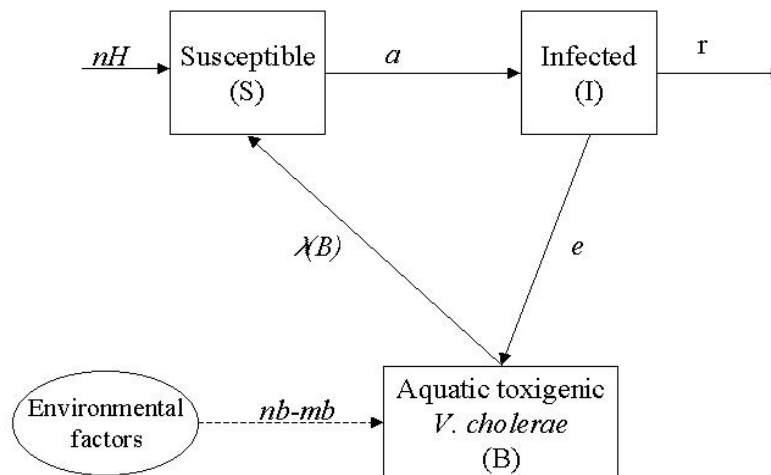 nH
Susceptible
(S)
a
Infected
(I)
r
λ(B)
e
Environmental
factors
nb-mb
Aquatic toxigenic
V. cholerae
(B)